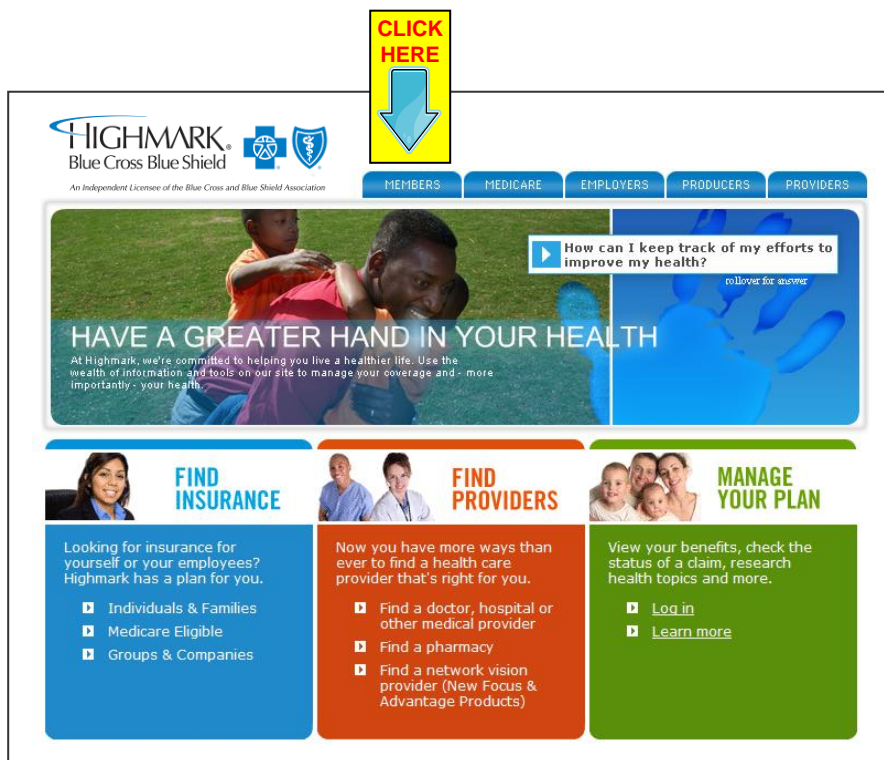 CLICK
HERE
HIGHMARK®
Blue Cross Blue Shield
An Independent Licensee of the Blue Cross and Blue Shield Association
MEMBERS MEDICARE EMPLOYERS PRODUCERS PROVIDERS
How can I keep track of my efforts to
improve my health?
rollover for answer
HAVE A GREATER HAND IN YOUR HEALTH
At Highmark, we're committed to helping you live a healthier life. Use the
wealth of information and tools on our site to manage your coverage and - more
importantly - your health.
FIND
INSURANCE
Looking for insurance for
yourself or your employees?
Highmark has a plan for you.
Individuals & Families
Medicare Eligible
Groups & Companies
FIND
PROVIDERS
Now you have more ways than
ever to find a health care
provider that's right for you.
Find a doctor, hospital or
other medical provider
Find a pharmacy
Find a network vision
provider (New Focus &
Advantage Products)
MANAGE
YOUR PLAN
View your benefits, check the
status of a claim, research
health topics and more.
Log in
Learn more